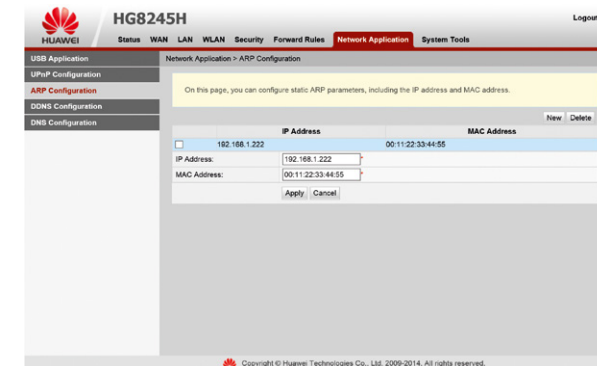 HG8245H
Logout
HUAWEI
Status WAN LAN WLAN Security Forward Rules Network Application System Tools
USB Application
Network Application > ARP Configuration
UPnP Configuration
ARP Configuration
DDNS Configuration
DNS Configuration
On this page, you can configure static ARP parameters, including the IP address and MAC address.
New Delete
IP Address MAC Address
192.168.1.222 00:11:22:33:44:55
IP Address: 192.168.1.222 *
MAC Address: 00:11:22:33:44:55 *
Apply Cancel
Copyright © Huawei Technologies Co., Ltd. 2009-2014. All rights reserved.